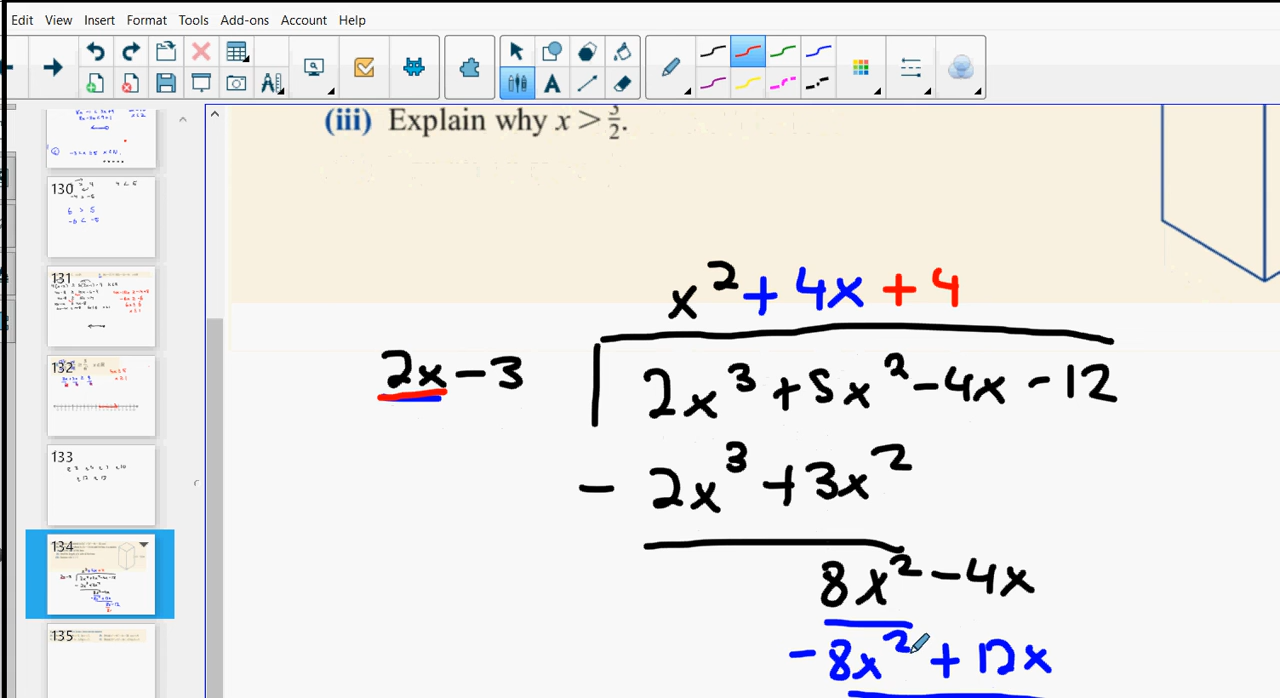 Edit View Insert Format Tools Add-ons Account Help
(iii) Explain why x > 3/2.
130
131
132
133
134
135
x² + 4x + 4
2x - 3
2x³ + 5x² - 4x - 12
- 2x³ + 3x²
8x² - 4x
- 8x² + 12x